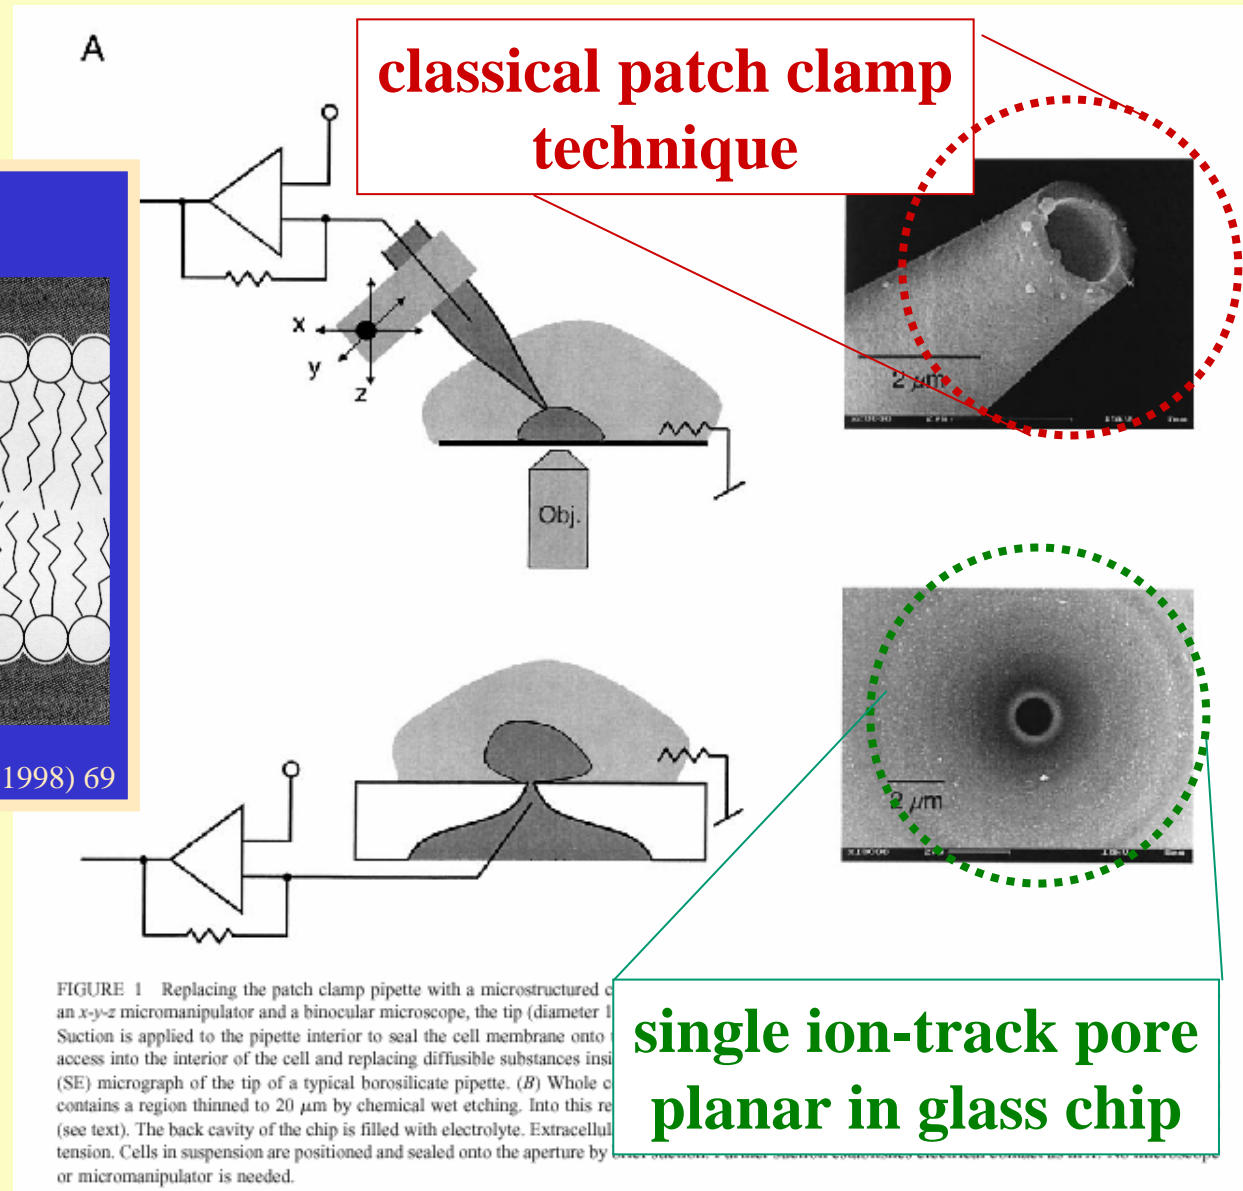 A
classical patch clamp
technique
x
y
z
2 μm
Obj.
1998) 69
2 μm
FIGURE 1 Replacing the patch clamp pipette with a microstructured c
an x-y-z micromanipulator and a binocular microscope, the tip (diameter 1
Suction is applied to the pipette interior to seal the cell membrane onto
access into the interior of the cell and replacing diffusible substances insi
(SE) micrograph of the tip of a typical borosilicate pipette. (B) Whole c
contains a region thinned to 20 μm by chemical wet etching. Into this re
(see text). The back cavity of the chip is filled with electrolyte. Extracellul
tension. Cells in suspension are positioned and sealed onto the aperture by
or micromanipulator is needed.
single ion-track pore
planar in glass chip